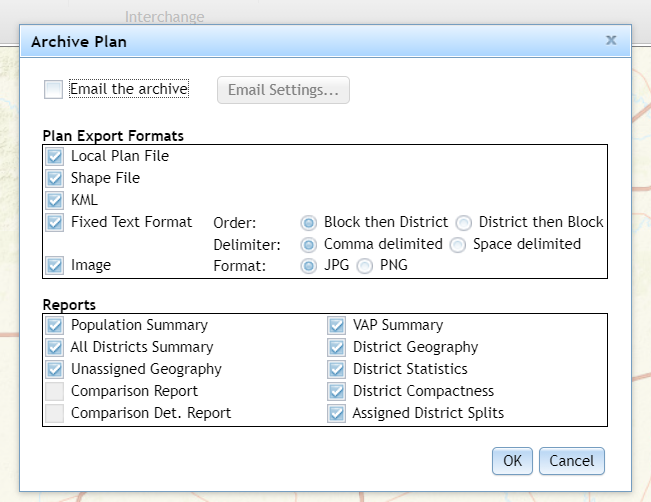 Interchange
Archive Plan
Email the archive Email Settings...
Plan Export Formats
Local Plan File
Shape File
KML
Fixed Text Format Order: Block then District District then Block
Delimiter: Comma delimited Space delimited
Image Format: JPG PNG
Reports
Population Summary VAP Summary
All Districts Summary District Geography
Unassigned Geography District Statistics
Comparison Report District Compactness
Comparison Det. Report Assigned District Splits
OK Cancel